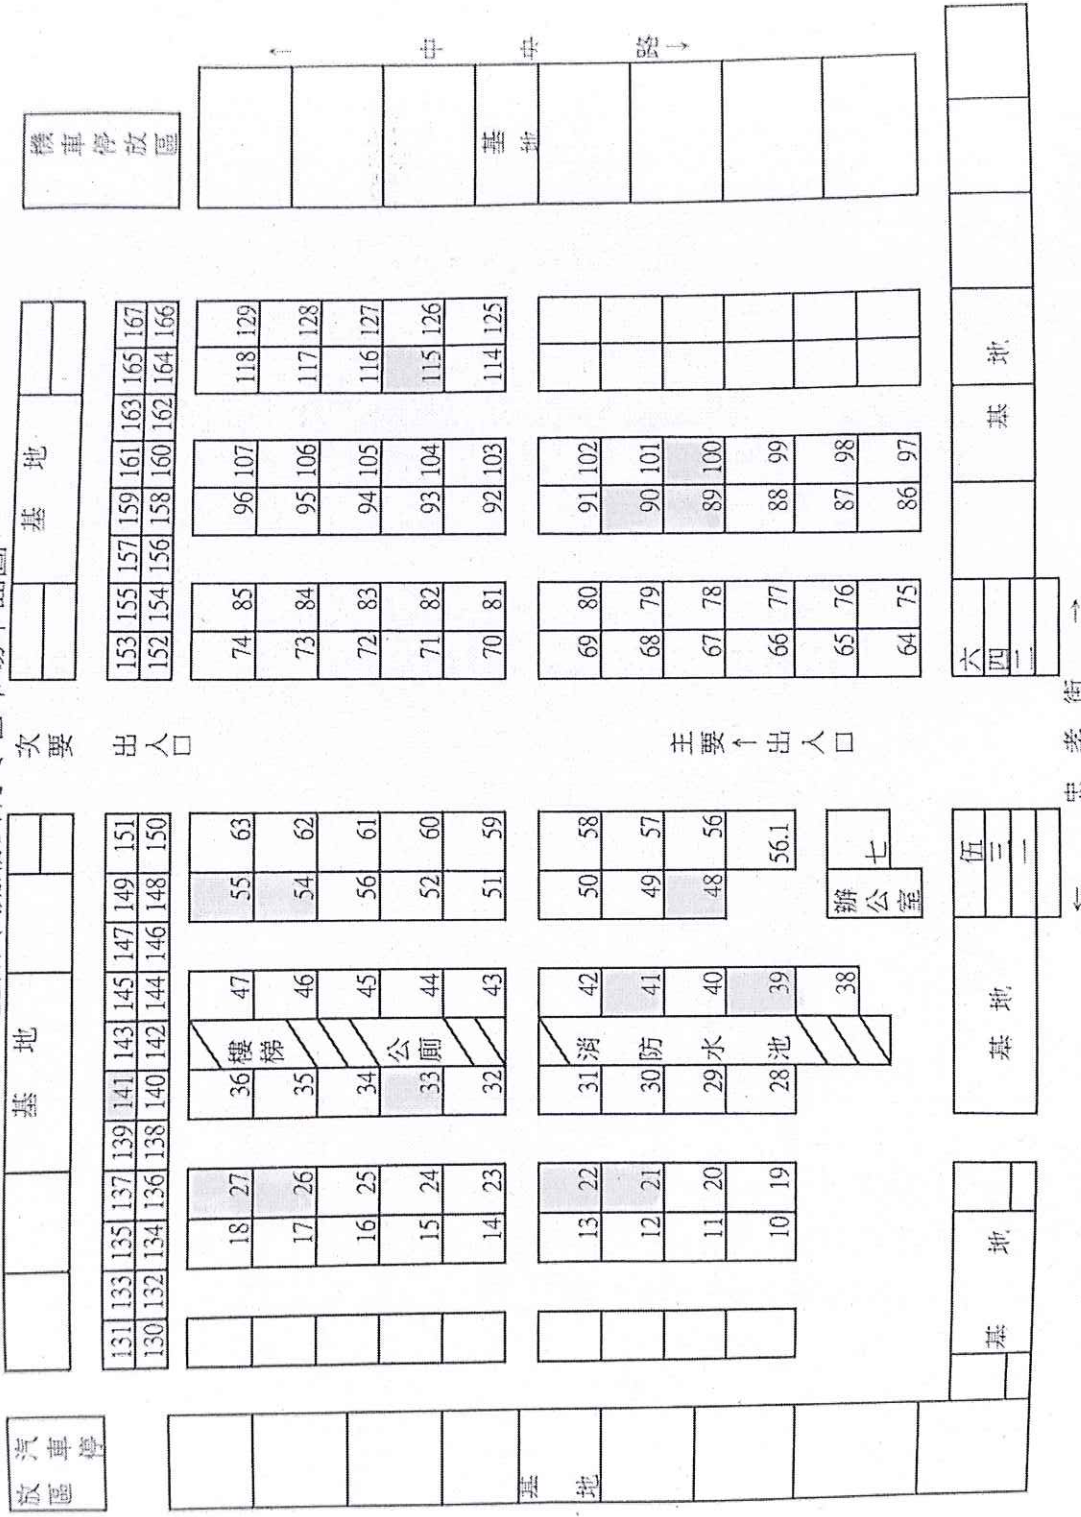 汽車停放區
基地
基地
次要出入口
基地
機車停放區
131 133 135 137 139 141 143 145 147 149 151 153 155 157 159 161 163 165 167
130 132 134 136 138 140 142 144 146 148 150 152 154 156 158 160 162 164 166
18 27 36 樓梯 47 55 63 74 85 96 107 118 129
17 26 35 46 54 62 73 84 95 106 117 128
16 25 34 45 56 61 72 83 94 105 116 127
15 24 33 公廁 44 52 60 71 82 93 104 115 126
14 23 32 43 51 59 70 81 92 103 114 125
基地
基地
↑ 中央路 ↓
13 22 31 消防水池 42 50 58 69 80 91 102
12 21 30 41 49 57 68 79 90 101
11 20 29 40 48 56 67 78 89 100
10 19 28 39 56.1 66 77 88 99
38 65 76 87 98
64 75 86 97
主要↑出入口
辦公室
七
基地
基地
伍
三
一
六
四
二
基地
← 忠孝街 →